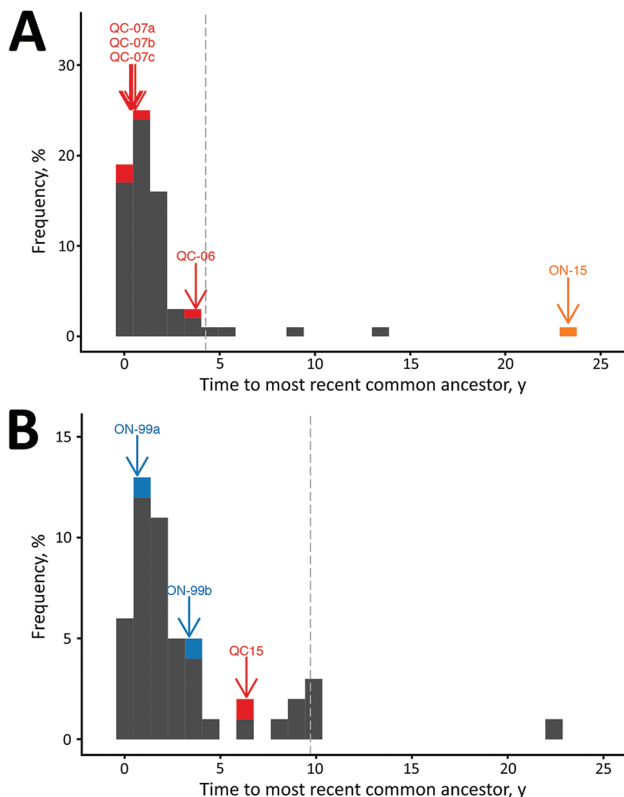 A
QC-07a
QC-07b
QC-07c
30
20
10
0
Frequency, %
QC-06
ON-15
0 5 10 15 20 25
Time to most recent common ancestor, y
B
ON-99a
15
10
5
0
Frequency, %
ON-99b
QC15
0 5 10 15 20 25
Time to most recent common ancestor, y